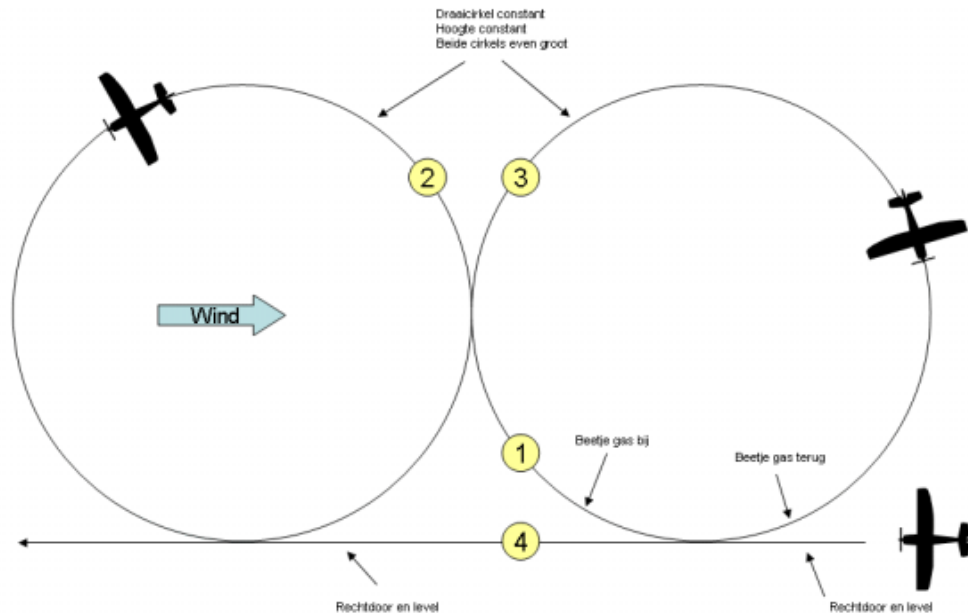 Draaicirkel constant
Hoogte constant
Beide cirkels even groot
2
3
Wind
1
Beetje gas bij
Beetje gas terug
4
Rechtdoor en level
Rechtdoor en level